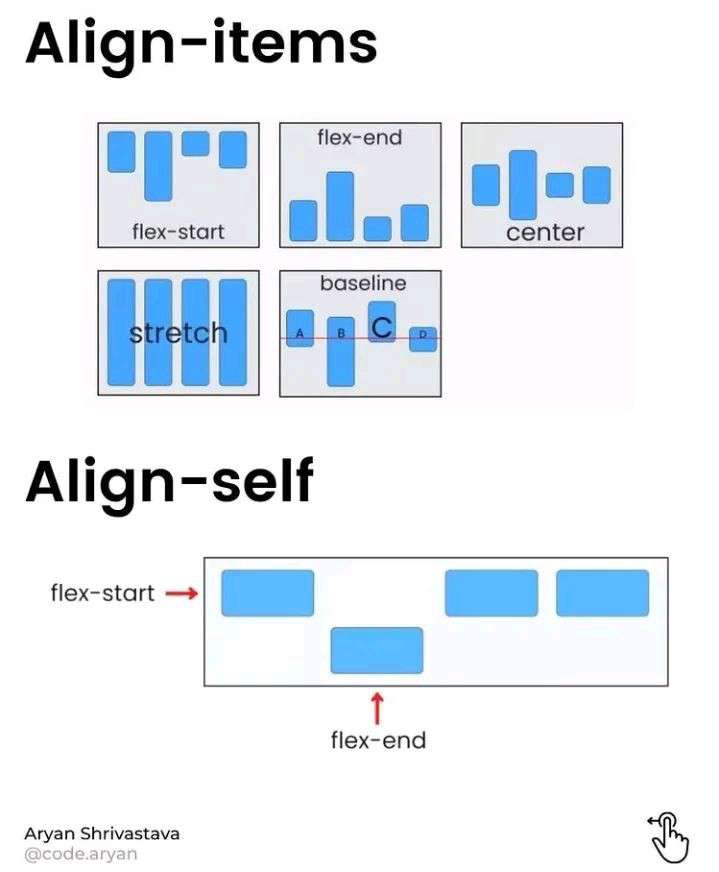 Align-items
flex-start
flex-end
center
stretch
baseline
A B C D
Align-self
flex-start
flex-end
Aryan Shrivastava
@code.aryan